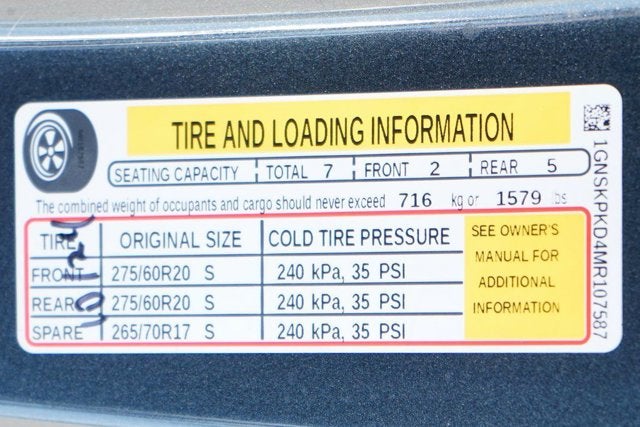 TIRE AND LOADING INFORMATION
SEATING CAPACITY TOTAL 7 FRONT 2 REAR 5
The combined weight of occupants and cargo should never exceed 716 kg or 1579 lbs
TIRE ORIGINAL SIZE COLD TIRE PRESSURE
FRONT 275/60R20 S 240 kPa, 35 PSI
REAR 275/60R20 S 240 kPa, 35 PSI
SPARE 265/70R17 S 240 kPa, 35 PSI
SEE OWNER'S
MANUAL FOR
ADDITIONAL
INFORMATION
1GNSKPKD4MR107587